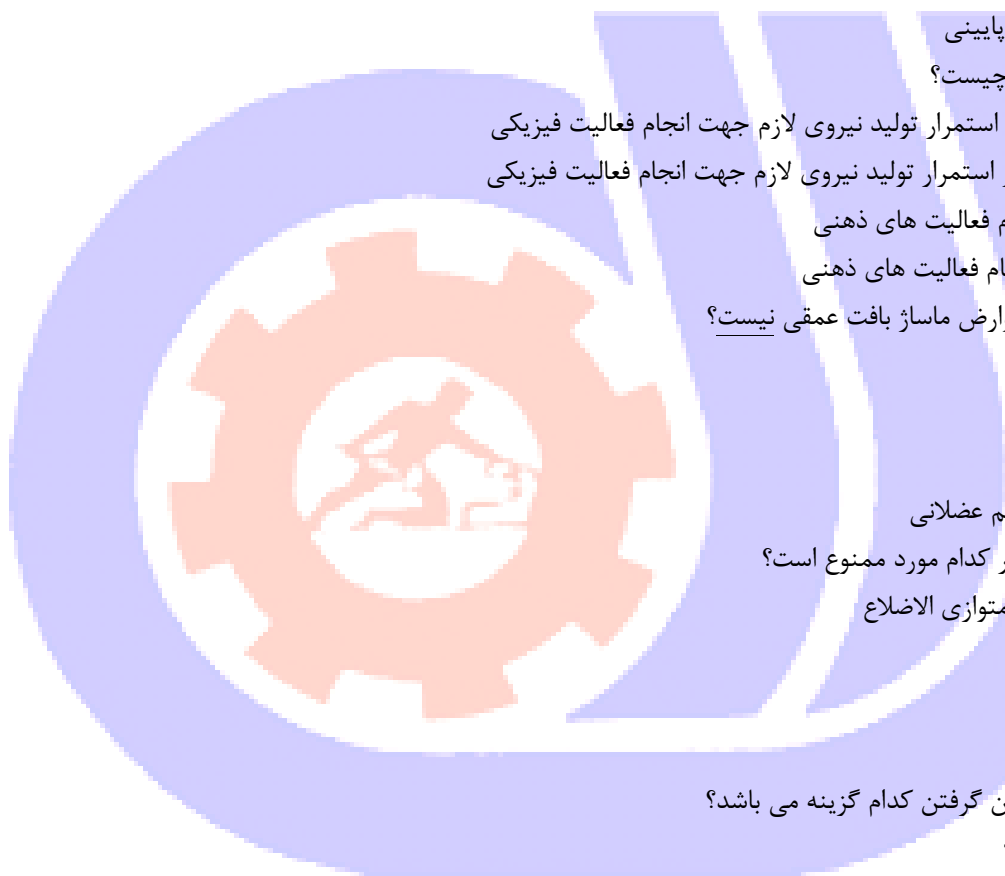 پایینی
چیست؟
استمرار تولید نیروی لازم جهت انجام فعالیت فیزیکی
استمرار تولید نیروی لازم جهت انجام فعالیت فیزیکی
فعالیت های ذهنی
فعالیت های ذهنی
ماساژ بافت عمقی نیست؟
عضلانی
کدام مورد ممنوع است؟
متوازی الاضلاع
گرفتن کدام گزینه می باشد؟